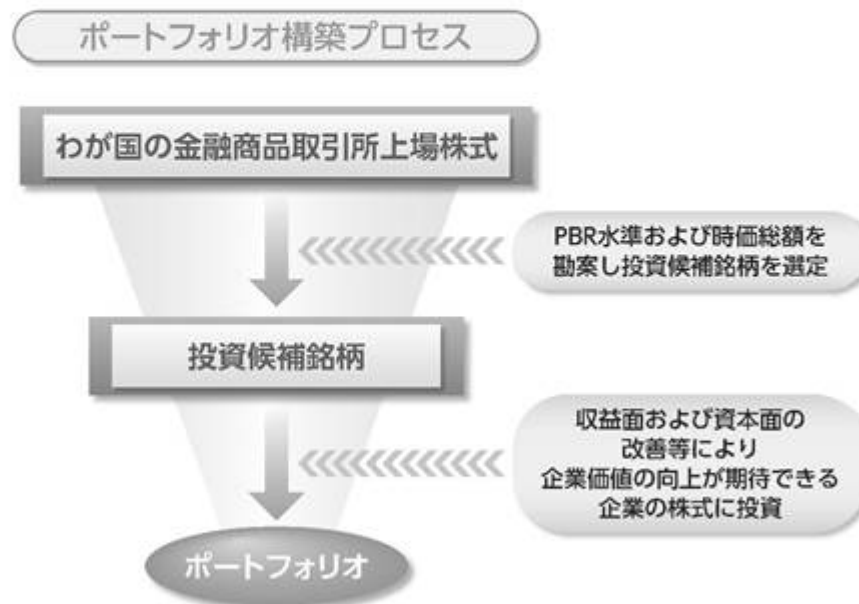 ポートフォリオ構築プロセス
わが国の金融商品取引所上場株式
PBR水準および時価総額を
勘案し投資候補銘柄を選定
投資候補銘柄
収益面および資本面の
改善等により
企業価値の向上が期待できる
企業の株式に投資
ポートフォリオ